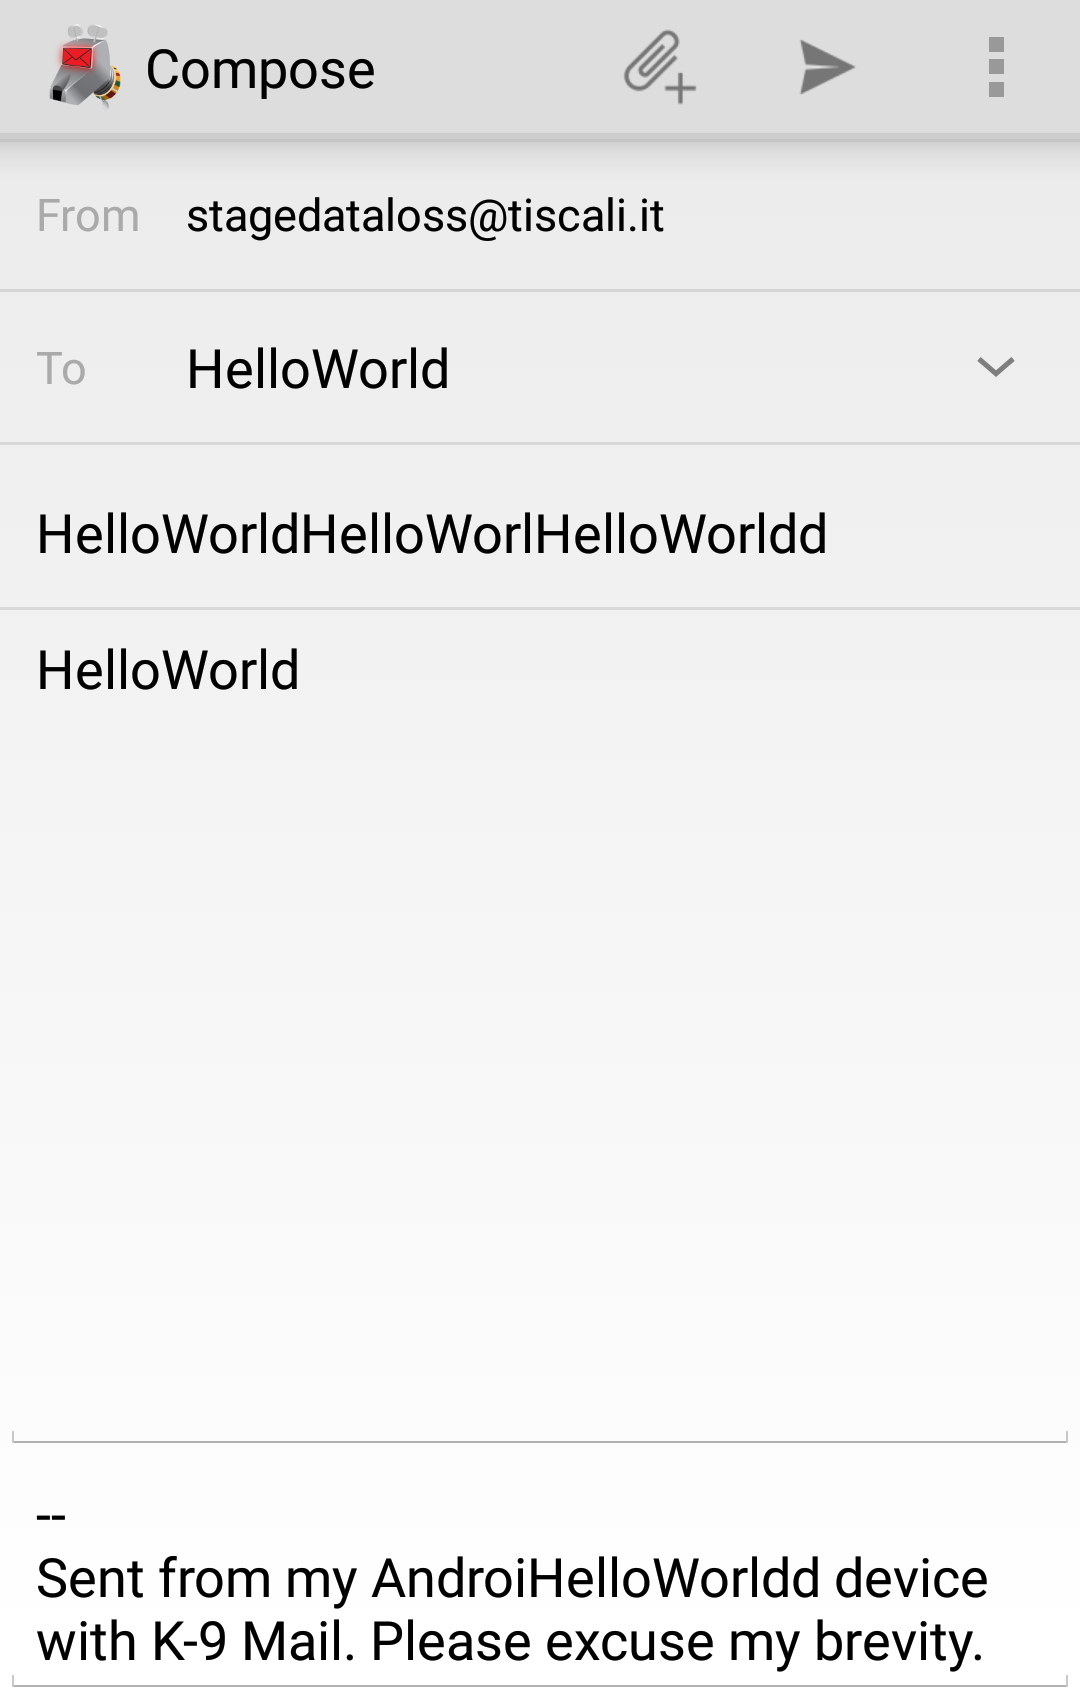 Compose
From stagedataloss@tiscali.it
To HelloWorld
HelloWorldHelloWorlHelloWorldd
HelloWorld
--
Sent from my AndroiHelloWorldd device
with K-9 Mail. Please excuse my brevity.